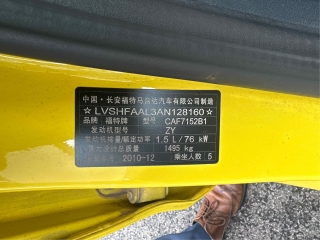 中国·长安福特马自达汽车有限公司制造
☆LVSHFAAL3AN128160☆
品牌 福特牌 型号 CAF7152B1
发动机型号 ZY
发动机排量/额定功率 1.5 L/ 76 kW
最大设计总质量 1495 kg
制造年月 2010-12 乘坐人数 5